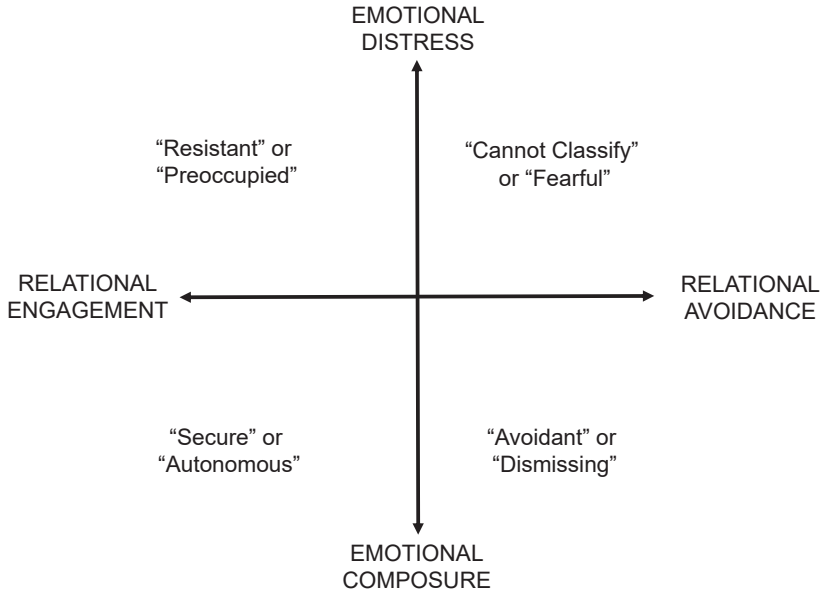 EMOTIONAL
DISTRESS
“Resistant” or
“Preoccupied”
“Cannot Classify”
or “Fearful”
RELATIONAL
ENGAGEMENT
RELATIONAL
AVOIDANCE
“Secure” or
“Autonomous”
“Avoidant” or
“Dismissing”
EMOTIONAL
COMPOSURE